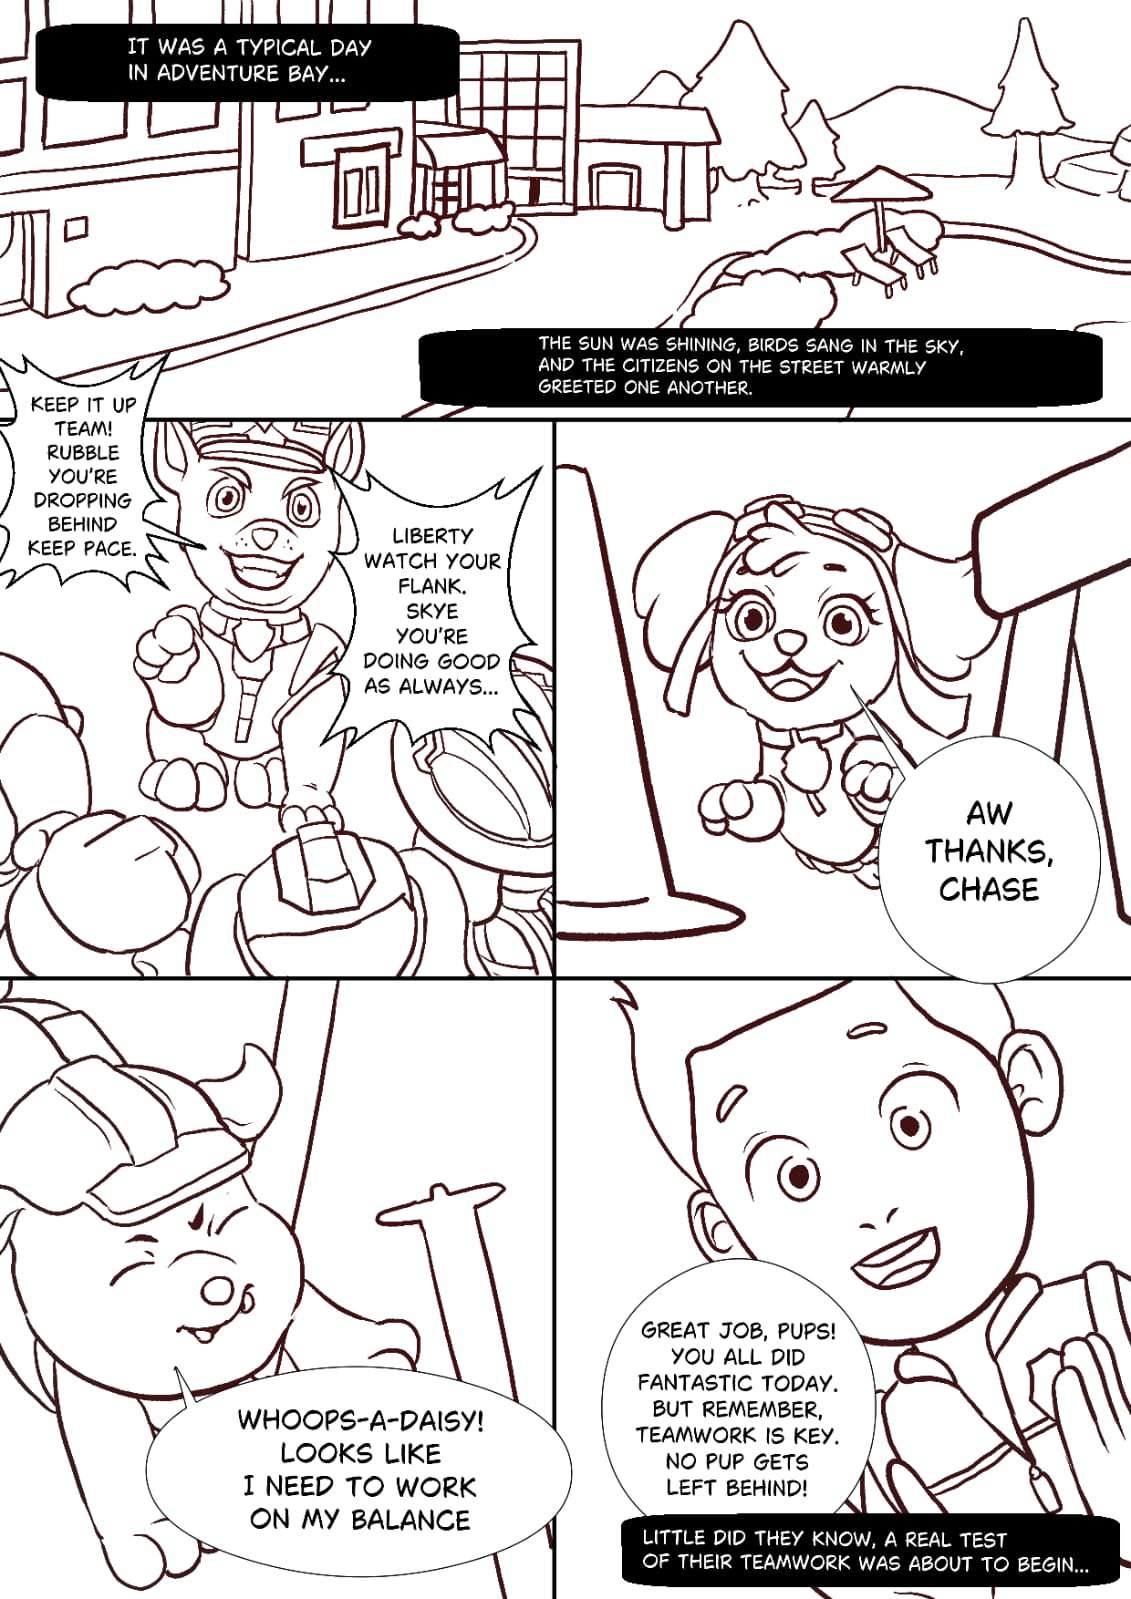 IT WAS A TYPICAL DAY
IN ADVENTURE BAY...
THE SUN WAS SHINING, BIRDS SANG IN THE SKY,
AND THE CITIZENS ON THE STREET WARMLY
GREETED ONE ANOTHER.
KEEP IT UP
TEAM!
RUBBLE
YOU'RE
DROPPING
BEHIND
KEEP PACE.
LIBERTY
WATCH YOUR
FLANK.
SKYE
YOU'RE
DOING GOOD
AS ALWAYS...
AW
THANKS,
CHASE
WHOOPS-A-DAISY!
LOOKS LIKE
I NEED TO WORK
ON MY BALANCE
GREAT JOB, PUPS!
YOU ALL DID
FANTASTIC TODAY.
BUT REMEMBER,
TEAMWORK IS KEY.
NO PUP GETS
LEFT BEHIND!
LITTLE DID THEY KNOW, A REAL TEST
OF THEIR TEAMWORK WAS ABOUT TO BEGIN...